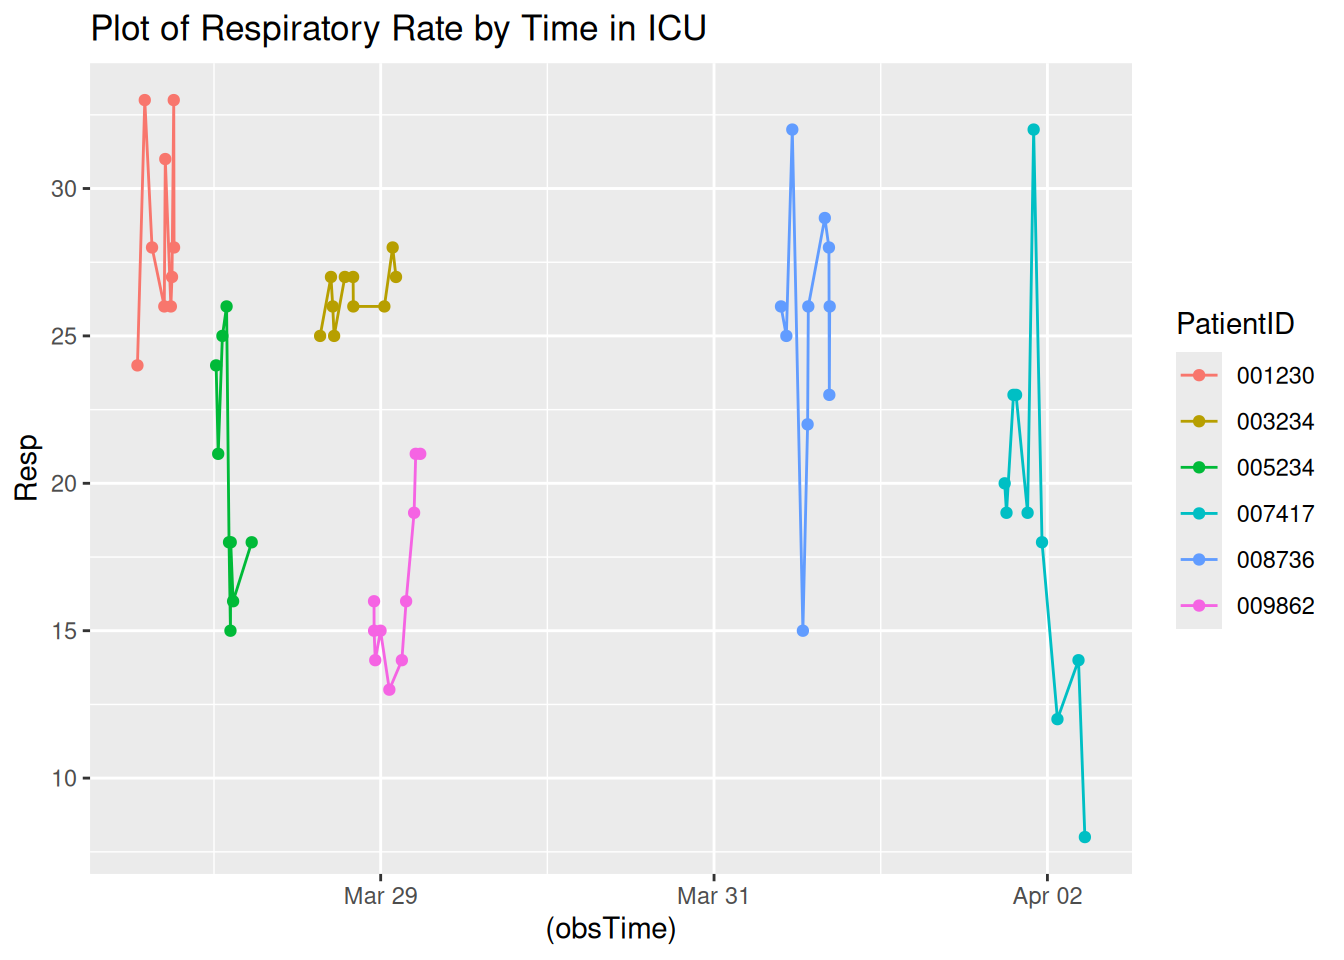 Plot of Respiratory Rate by Time in ICU
Resp
30
25
20
15
10
Mar 29
Mar 31
Apr 02
(obsTime)
PatientID
001230
003234
005234
007417
008736
009862